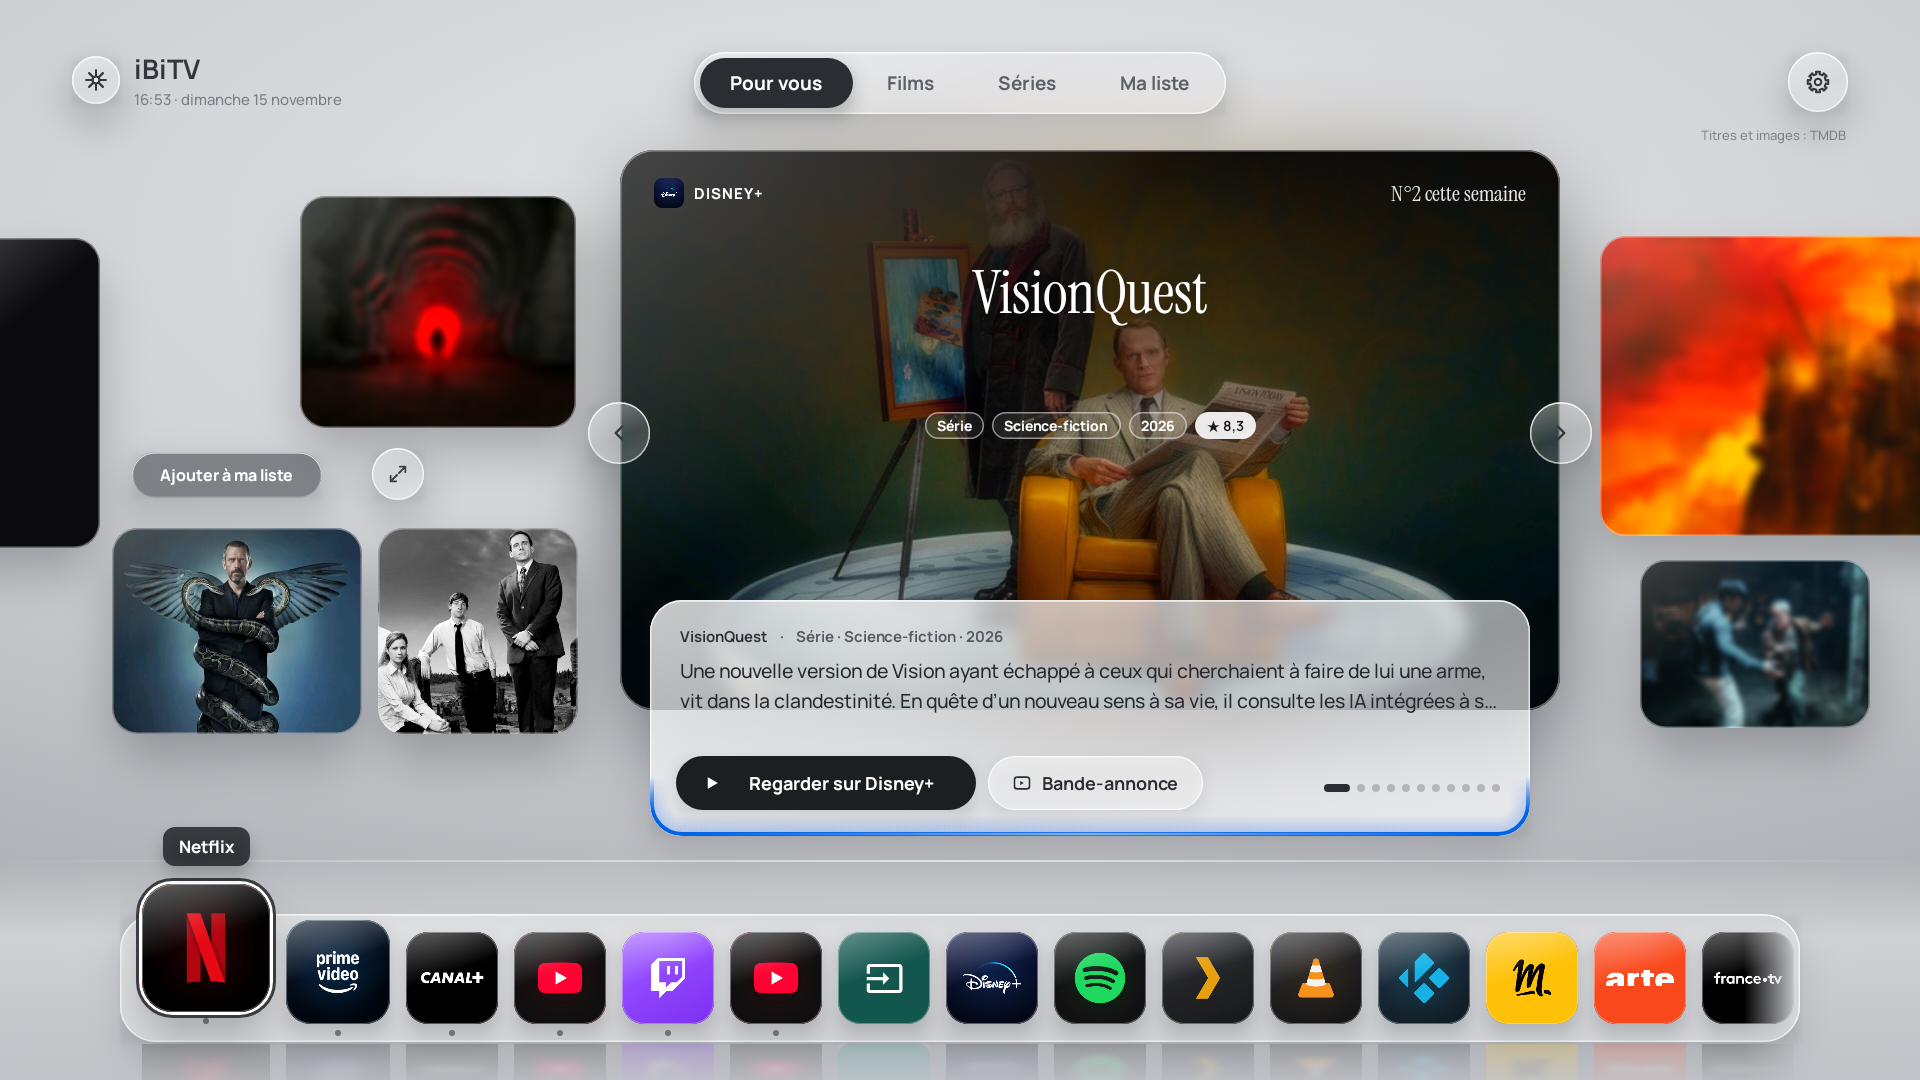 iBiTV
16:53 · dimanche 15 novembre
Pour vous
Films
Séries
Ma liste
Titres et images : TMDB
Disney+
DISNEY+
N°2 cette semaine
VisionQuest
VISION TODAY
Série
Science-fiction
2026
★ 8,3
Ajouter à ma liste
VisionQuest · Série · Science-fiction · 2026
Une nouvelle version de Vision ayant échappé à ceux qui cherchaient à faire de lui une arme,
vit dans la clandestinité. En quête d’un nouveau sens à sa vie, il consulte les IA intégrées à s…
Regarder sur Disney+
Bande-annonce
Netflix
N
prime video
CANAL+
Disney+
m.
arte
france•tv